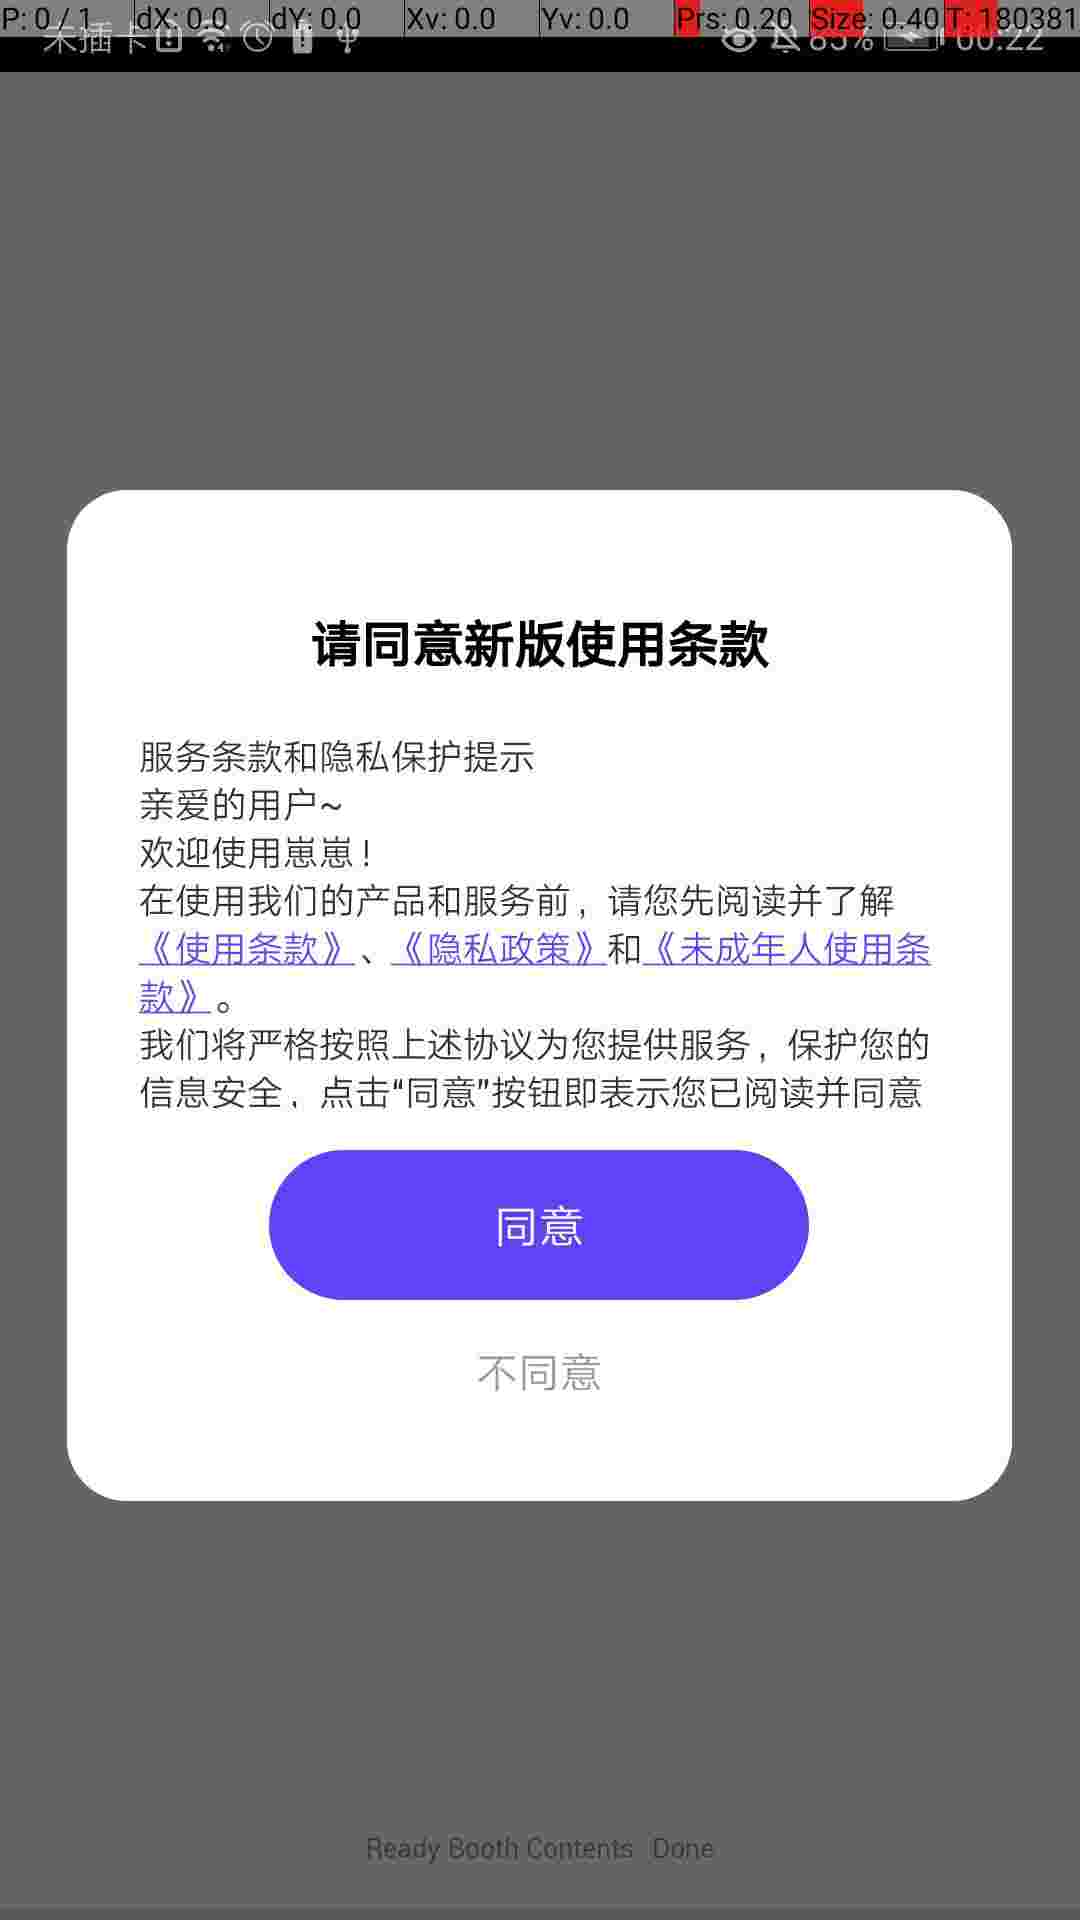 P: 0 / 1 dX: 0.0 dY: 0.0 Xv: 0.0 Yv: 0.0 Prs: 0.20 Size: 0.40 T: 180381
未插卡 85% 00:22
请同意新版使用条款
服务条款和隐私保护提示
亲爱的用户~
欢迎使用崽崽！
在使用我们的产品和服务前，请您先阅读并了解
《使用条款》、《隐私政策》和《未成年人使用条
款》。
我们将严格按照上述协议为您提供服务，保护您的
信息安全，点击“同意”按钮即表示您已阅读并同意
同意
不同意
Ready Booth Contents Done